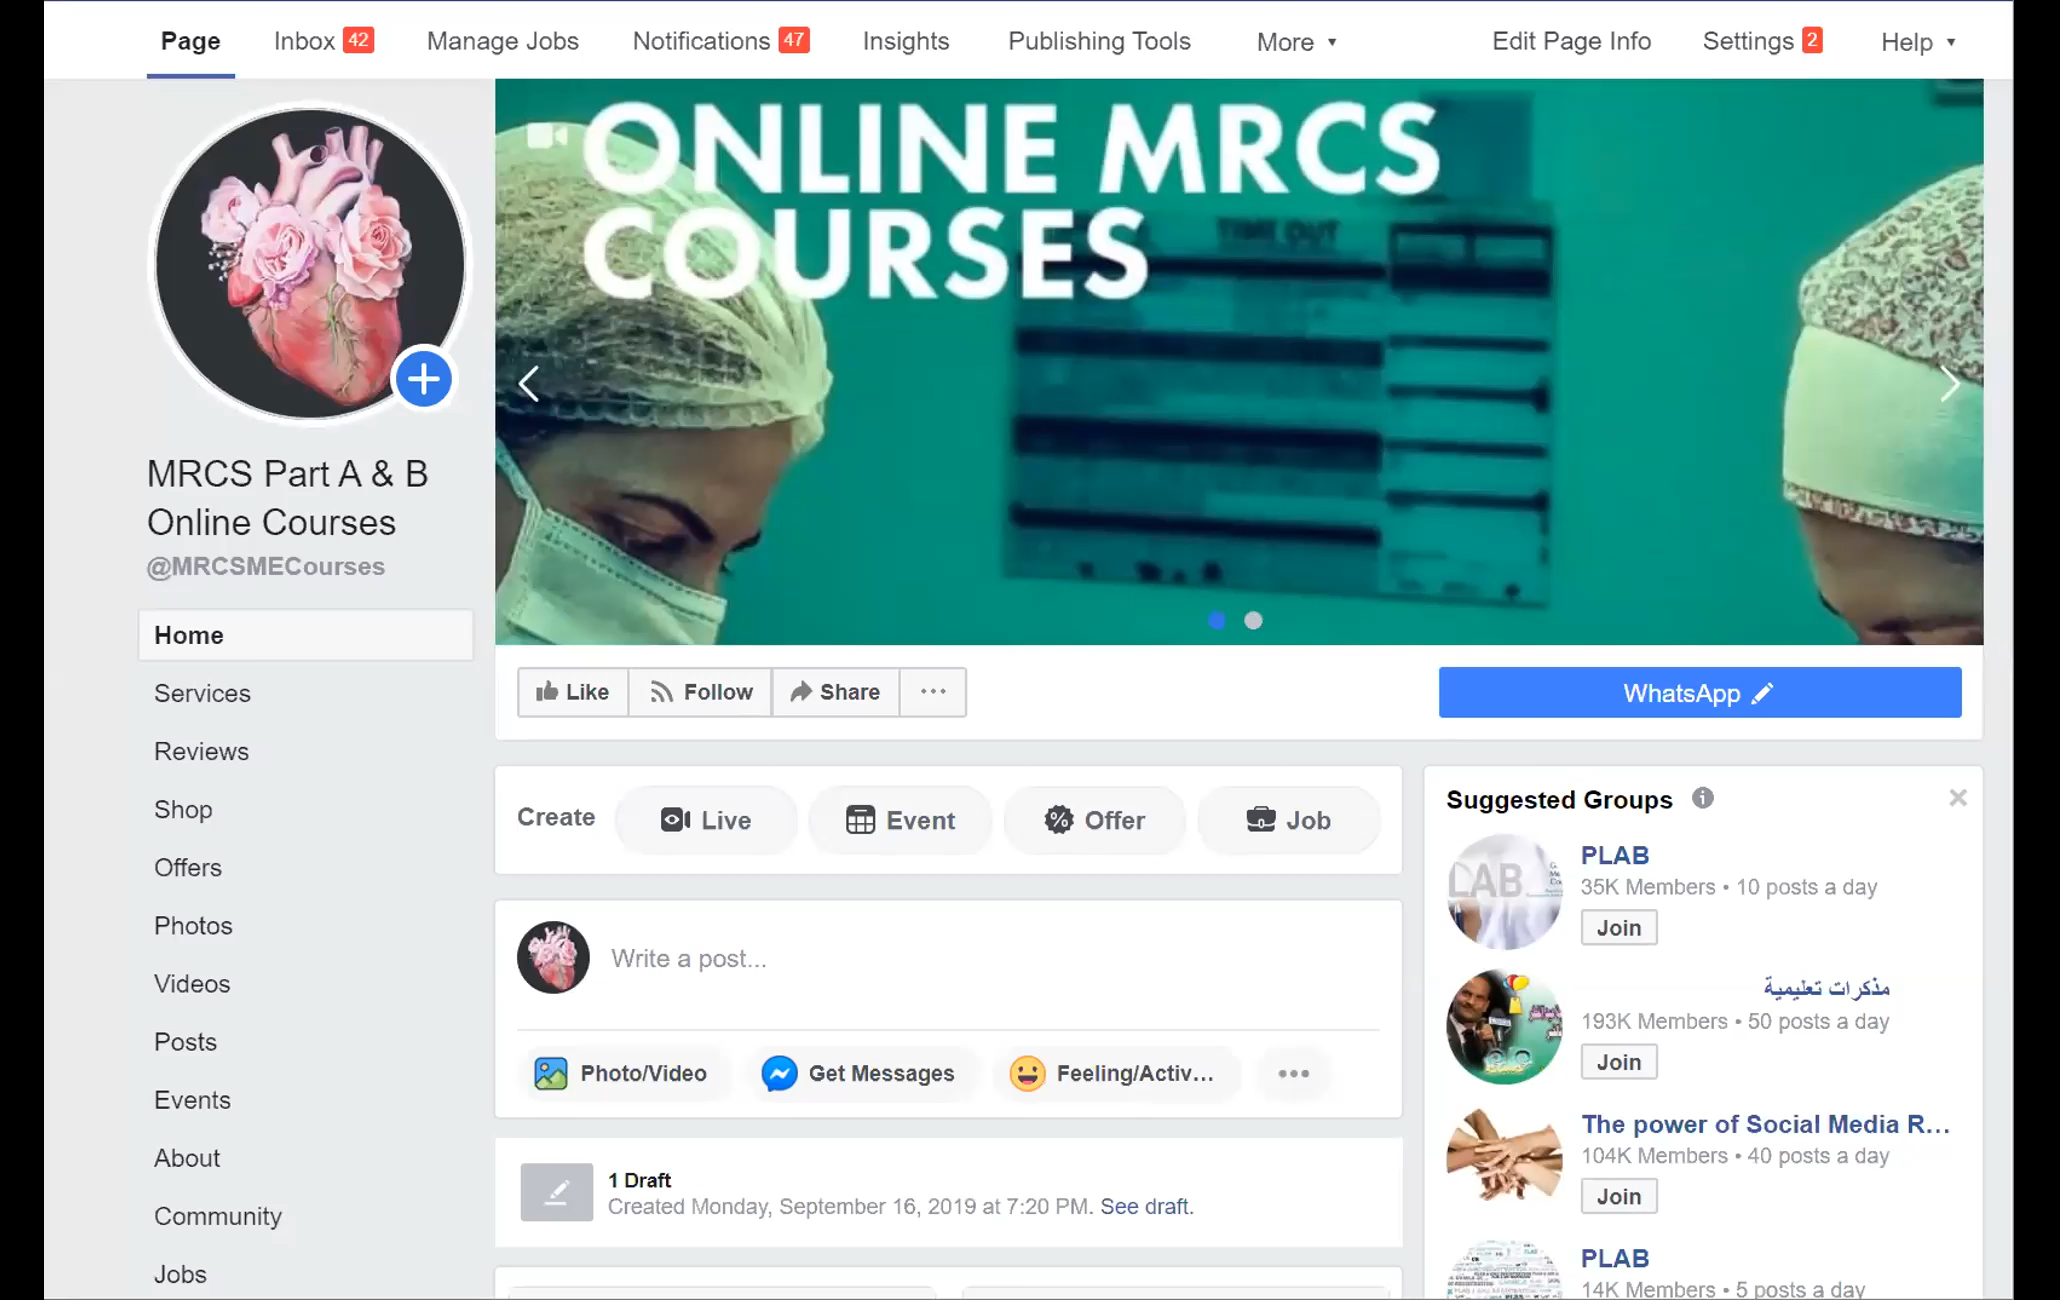 Page
Inbox 42
Manage Jobs
Notifications 47
Insights
Publishing Tools
More
Edit Page Info
Settings 2
Help
ONLINE MRCS
COURSES
TIME OUT
MRCS Part A & B
Online Courses
@MRCSMECourses
Home
Services
Reviews
Shop
Offers
Photos
Videos
Posts
Events
About
Community
Jobs
Like
Follow
Share
WhatsApp
Create
Live
Event
Offer
Job
Write a post...
Photo/Video
Get Messages
Feeling/Activ...
1 Draft
Created Monday, September 16, 2019 at 7:20 PM. See draft.
Suggested Groups
LAB
PLAB
35K Members • 10 posts a day
Join
مذكرات تعليمية
193K Members • 50 posts a day
Join
The power of Social Media R...
104K Members • 40 posts a day
Join
PLAB
14K Members • 5 posts a day